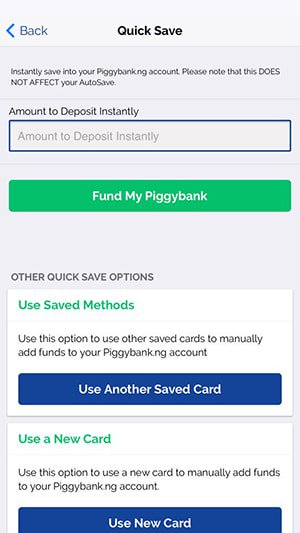 Back
Quick Save
Instantly save into your Piggybank.ng account. Please note that this DOES
NOT AFFECT your AutoSave.
Amount to Deposit Instantly
Amount to Deposit Instantly
Fund My Piggybank
OTHER QUICK SAVE OPTIONS
Use Saved Methods
Use this option to use other saved cards to manually
add funds to your Piggybank.ng account
Use Another Saved Card
Use a New Card
Use this option to use a new card to manually add funds
to your Piggybank.ng account.
Use New Card